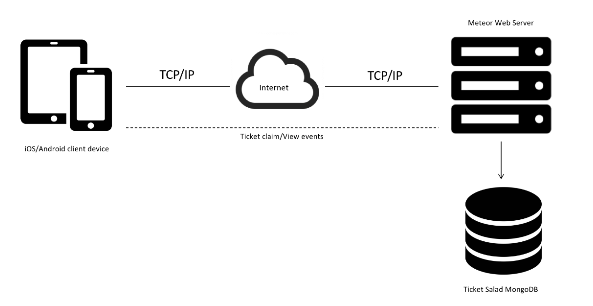 Meteor Web Server
TCP/IP
TCP/IP
Internet
Ticket claim/View events
iOS/Android client device
Ticket Salad MongoDB